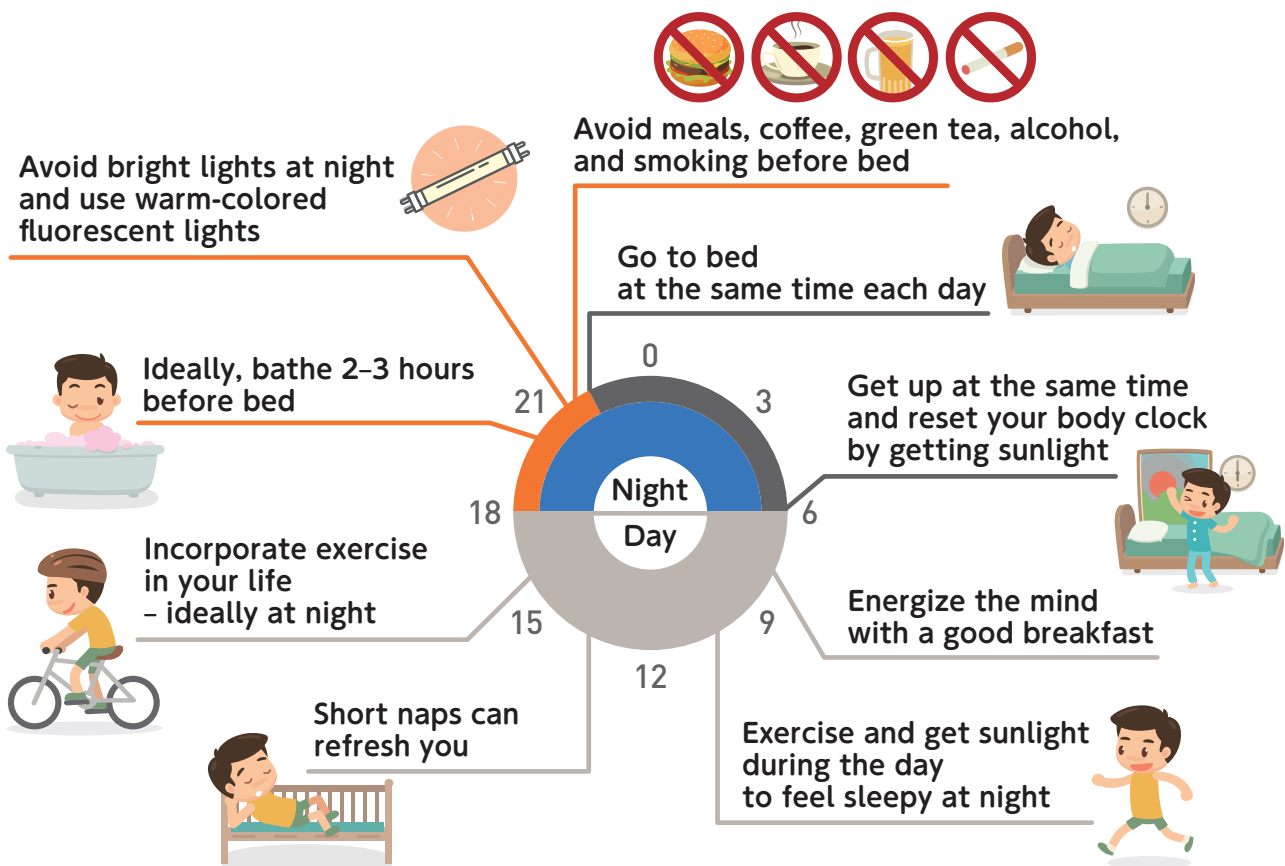 Avoid meals, coffee, green tea, alcohol,
and smoking before bed
Avoid bright lights at night
and use warm-colored
fluorescent lights
Go to bed
at the same time each day
Ideally, bathe 2–3 hours
before bed
Get up at the same time
and reset your body clock
by getting sunlight
0
21
3
Night
18
6
Day
Incorporate exercise
in your life
– ideally at night
15
9
12
Energize the mind
with a good breakfast
Short naps can
refresh you
Exercise and get sunlight
during the day
to feel sleepy at night